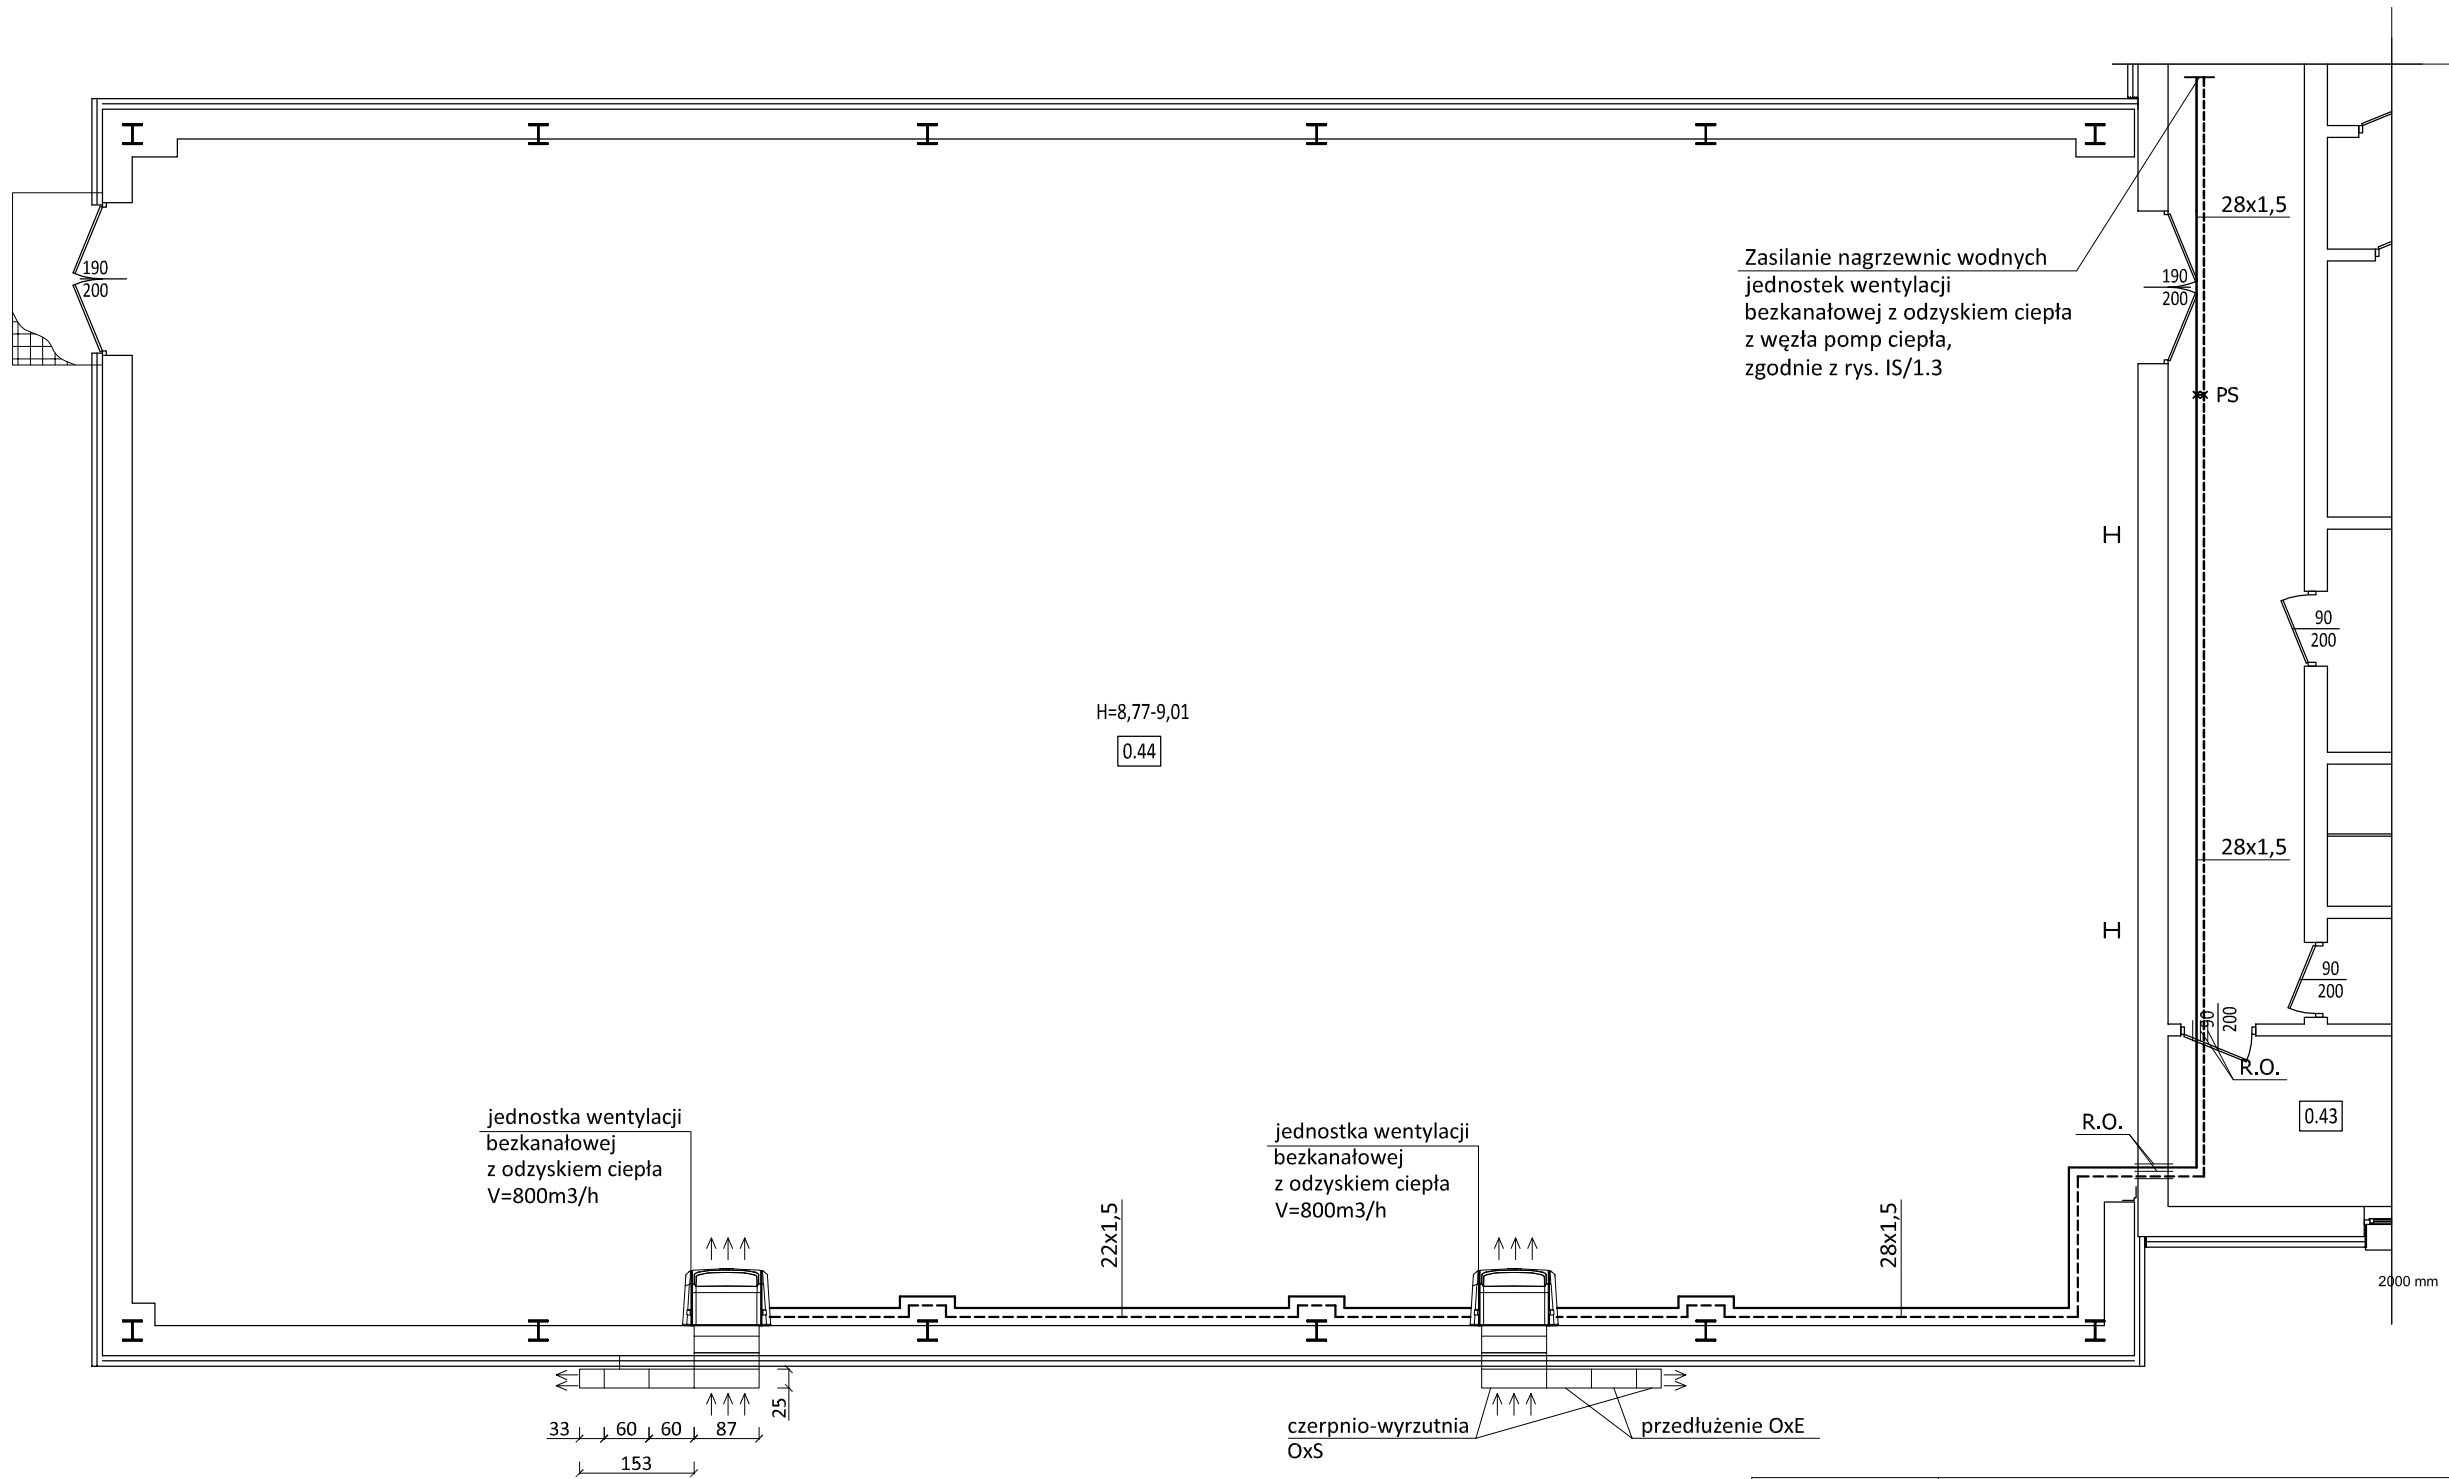 28x1,5
Zasilanie nagrzewnic wodnych
jednostek wentylacji
bezkanałowej z odzyskiem ciepła
z węzła pomp ciepła,
zgodnie z rys. IS/1.3
190
200
190
200
PS
90
200
H=8,77-9,01
0.44
28x1,5
90
200
90
200
R.O.
R.O.
0.43
jednostka wentylacji
bezkanałowej
z odzyskiem ciepła
V=800m3/h
jednostka wentylacji
bezkanałowej
z odzyskiem ciepła
V=800m3/h
22x1,5
28x1,5
2000 mm
25
33
60
60
87
153
czerpnio-wyrzutnia
OxS
przedłużenie OxE